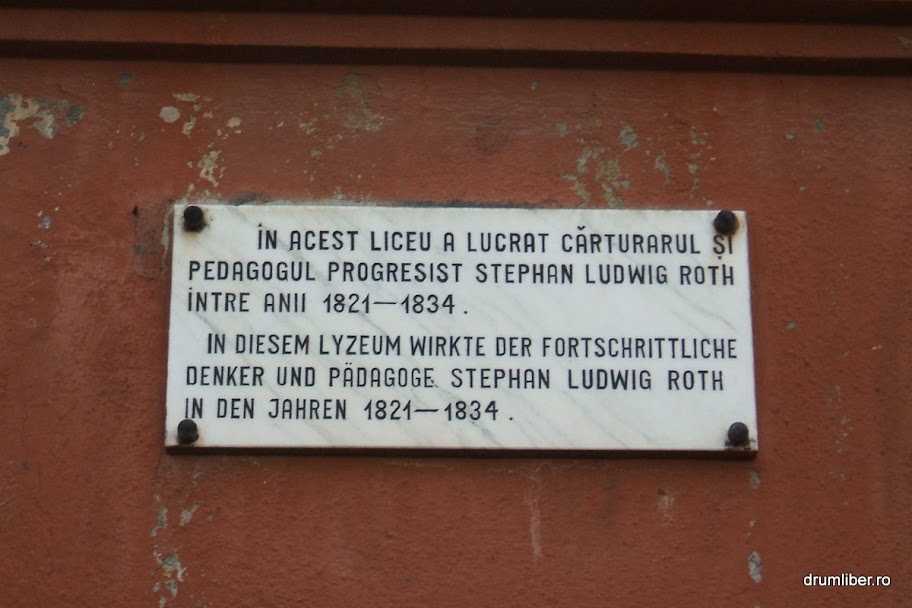 ÎN ACEST LICEU A LUCRAT CĂRTURARUL ȘI
PEDAGOGUL PROGRESIST STEPHAN LUDWIG ROTH
ÎNTRE ANII 1821—1834.
IN DIESEM LYZEUM WIRKTE DER FORTSCHRITTLICHE
DENKER UND PÄDAGOGE STEPHAN LUDWIG ROTH
IN DEN JAHREN 1821—1834.
drumliber.ro